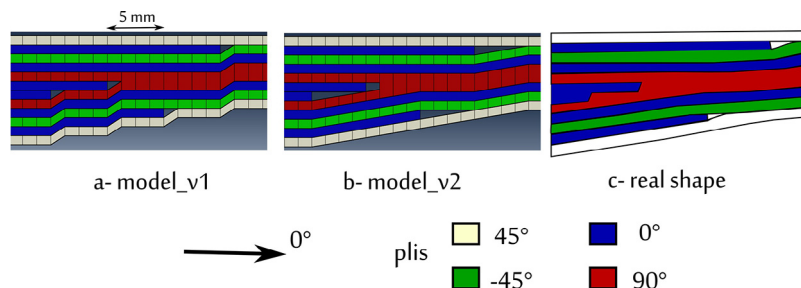 5 mm
a- model_v1
b- model_v2
c- real shape
0°
plis
45°
0°
-45°
90°